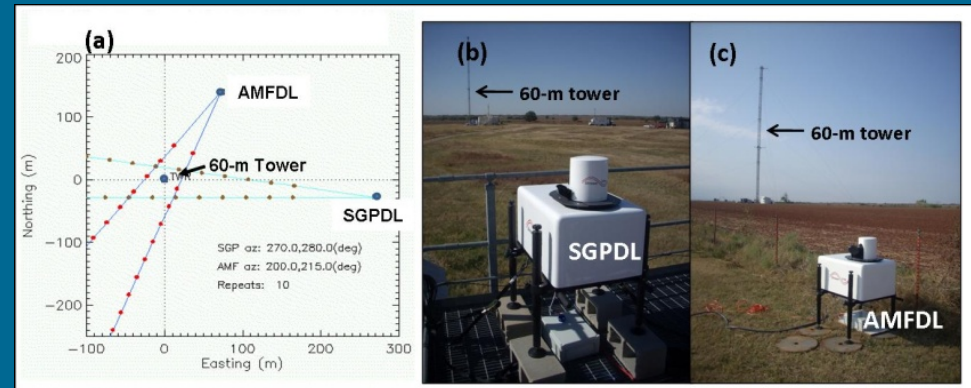 (a)
200
100
0
-100
-200
Northing (m)
-100 0 100 200 300
Easting (m)
AMFDL
60-m Tower
SGPDL
SGP az: 270.0,280.0(deg)
AMF az: 200.0,215.0(deg)
Repeats: 10
(b)
60-m tower
SGPDL
(c)
60-m tower
AMFDL